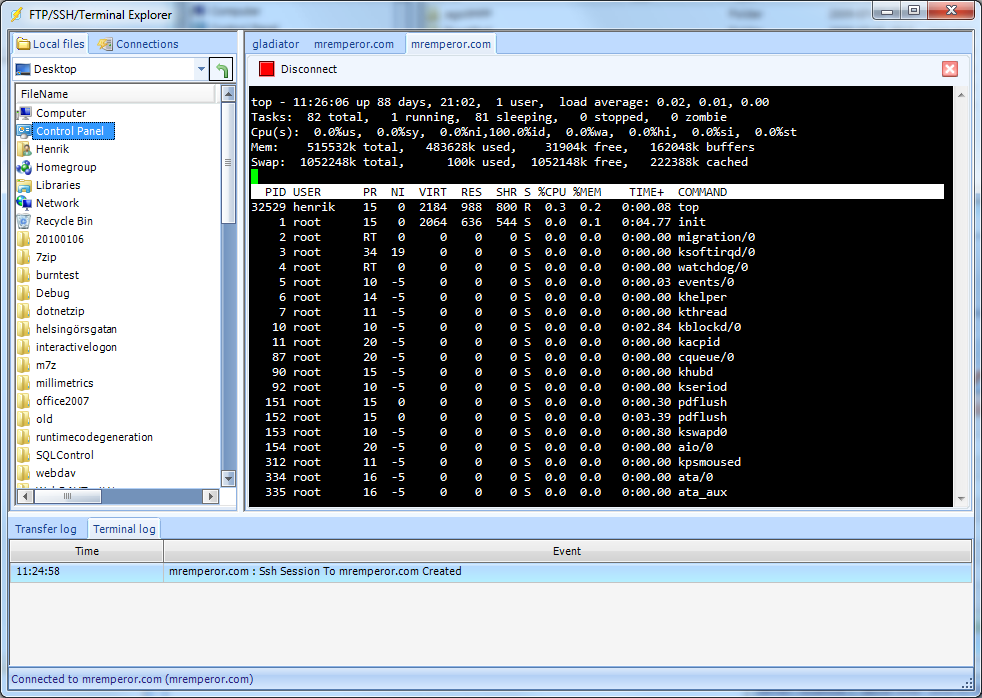 FTP/SSH/Terminal Explorer
Local files
Connections
Desktop
FileName
Computer
Control Panel
Henrik
Homegroup
Libraries
Network
Recycle Bin
20100106
7zip
burntest
Debug
dotnetzip
helsingörsgatan
interactivelogon
m7z
millimetrics
office2007
old
runtimecodegeneration
SQLControl
webdav
gladiator
mremperor.com
mremperor.com
Disconnect
top - 11:26:06 up 88 days, 21:02,  1 user,  load average: 0.02, 0.01, 0.00
Tasks:  82 total,   1 running,  81 sleeping,   0 stopped,   0 zombie
Cpu(s):  0.0%us,  0.0%sy,  0.0%ni,100.0%id,  0.0%wa,  0.0%hi,  0.0%si,  0.0%st
Mem:    515532k total,   483628k used,    31904k free,   162048k buffers
Swap:  1052248k total,      100k used,  1052148k free,   222388k cached
PID USER      PR  NI  VIRT  RES  SHR S %CPU %MEM    TIME+  COMMAND
32529 henrik    15   0  2184  988  800 R  0.3  0.2   0:00.08 top
1 root      15   0  2064  636  544 S  0.0  0.1   0:04.77 init
2 root      RT   0     0    0    0 S  0.0  0.0   0:00.00 migration/0
3 root      34  19     0    0    0 S  0.0  0.0   0:00.00 ksoftirqd/0
4 root      RT   0     0    0    0 S  0.0  0.0   0:00.00 watchdog/0
5 root      10  -5     0    0    0 S  0.0  0.0   0:00.03 events/0
6 root      14  -5     0    0    0 S  0.0  0.0   0:00.00 khelper
7 root      11  -5     0    0    0 S  0.0  0.0   0:00.00 kthread
10 root      10  -5     0    0    0 S  0.0  0.0   0:02.84 kblockd/0
11 root      20  -5     0    0    0 S  0.0  0.0   0:00.00 kacpid
87 root      20  -5     0    0    0 S  0.0  0.0   0:00.00 cqueue/0
90 root      15  -5     0    0    0 S  0.0  0.0   0:00.00 khubd
92 root      10  -5     0    0    0 S  0.0  0.0   0:00.00 kseriod
151 root      15   0     0    0    0 S  0.0  0.0   0:00.30 pdflush
152 root      15   0     0    0    0 S  0.0  0.0   0:03.39 pdflush
153 root      10  -5     0    0    0 S  0.0  0.0   0:00.80 kswapd0
154 root      20  -5     0    0    0 S  0.0  0.0   0:00.00 aio/0
312 root      11  -5     0    0    0 S  0.0  0.0   0:00.00 kpsmoused
334 root      16  -5     0    0    0 S  0.0  0.0   0:00.00 ata/0
335 root      16  -5     0    0    0 S  0.0  0.0   0:00.00 ata_aux
Transfer log
Terminal log
Time
Event
11:24:58
mremperor.com : Ssh Session To mremperor.com Created
Connected to mremperor.com (mremperor.com)